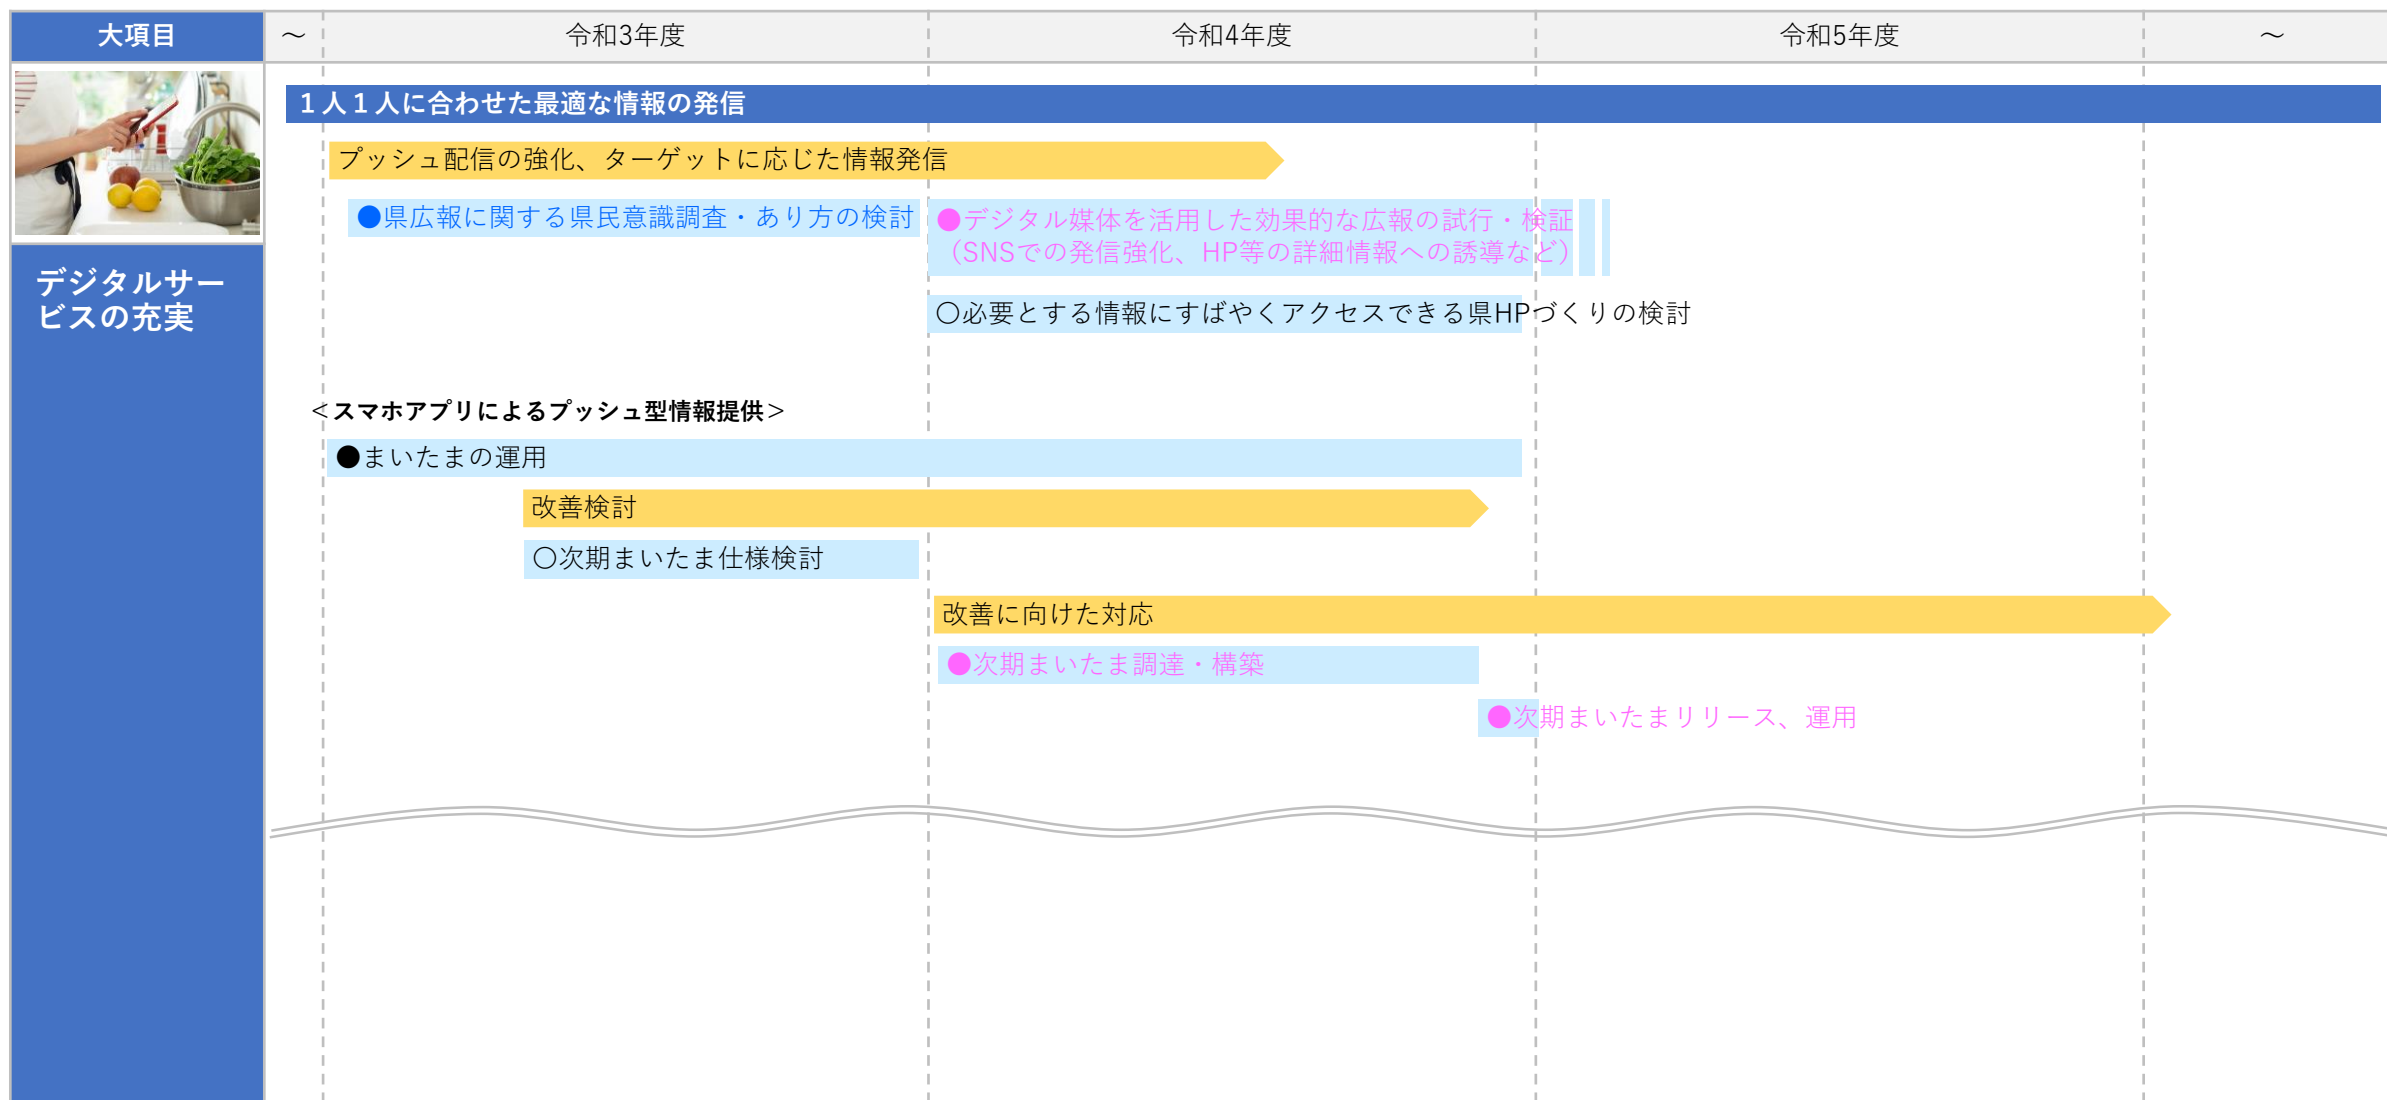 大項目
～
令和3年度
令和4年度
令和5年度
～
デジタルサー
ビスの充実
１人１人に合わせた最適な情報の発信
プッシュ配信の強化、ターゲットに応じた情報発信
●県広報に関する県民意識調査・あり方の検討
●デジタル媒体を活用した効果的な広報の試行・検証
（SNSでの発信強化、HP等の詳細情報への誘導など）
〇必要とする情報にすばやくアクセスできる県HPづくりの検討
＜スマホアプリによるプッシュ型情報提供＞
●まいたまの運用
改善検討
〇次期まいたま仕様検討
改善に向けた対応
●次期まいたま調達・構築
●次期まいたまリリース、運用